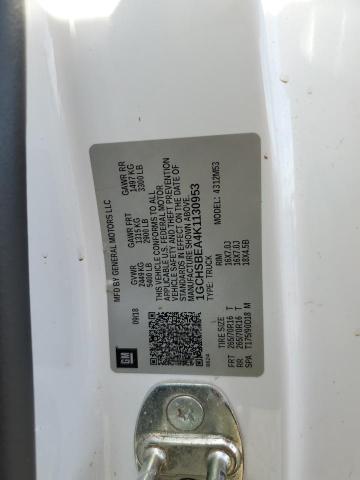 MFD BY GENERAL MOTORS LLC
09/18
GVWR GAWR FRT GAWR RR
2449 KG 1315 KG 1497 KG
5400 LB 2900 LB 3300 LB
THIS VEHICLE CONFORMS TO ALL
APPLICABLE U.S. FEDERAL MOTOR
VEHICLE SAFETY AND THEFT PREVENTION
STANDARDS IN EFFECT ON THE DATE OF
MANUFACTURE SHOWN ABOVE.
1GCHSBEA4K1130953
TYPE: TRUCK MODEL: 4312M53
GM
TIRE SIZE RIM
FRT 265/70R16 T 16X7.0J
RR 265/70R16 T 16X7.0J
SPA T175/90D18 M 18X4.5B